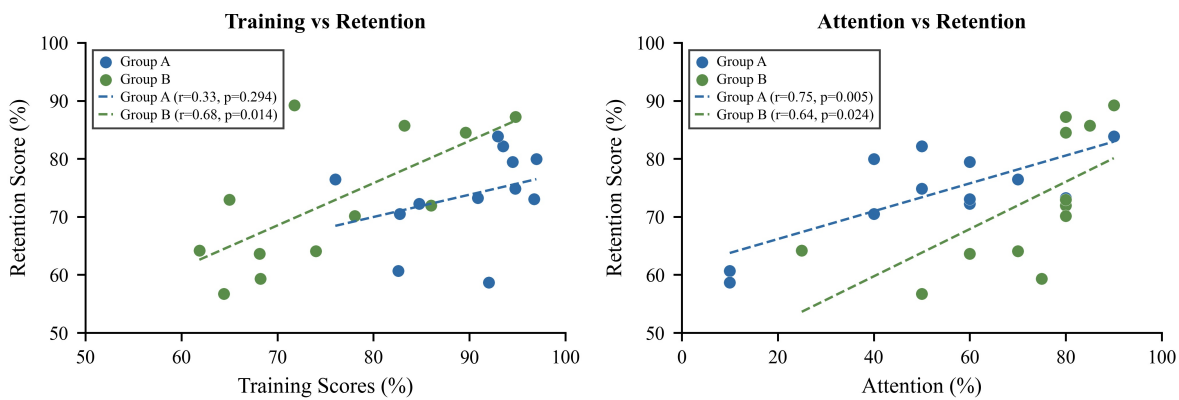 Training vs Retention
100
90
80
70
60
50
50
60
70
80
90
100
Retention Score (%)
Training Scores (%)
Group A
Group B
Group A (r=0.33, p=0.294)
Group B (r=0.68, p=0.014)
Attention vs Retention
100
90
80
70
60
50
0
20
40
60
80
100
Retention Score (%)
Attention (%)
Group A
Group B
Group A (r=0.75, p=0.005)
Group B (r=0.64, p=0.024)